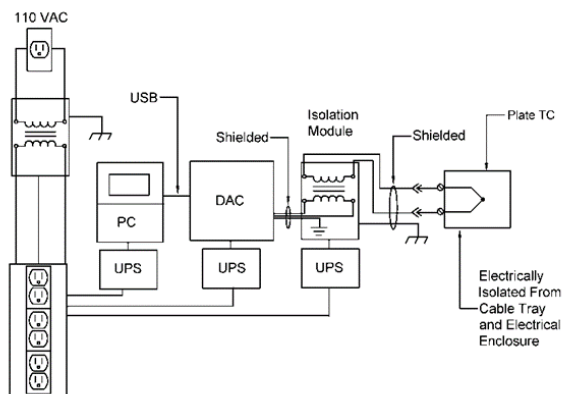 110 VAC
USB
Isolation
Module
Shielded
Shielded
Plate TC
PC
DAC
UPS
UPS
UPS
Electrically
Isolated From
Cable Tray
and Electrical
Enclosure